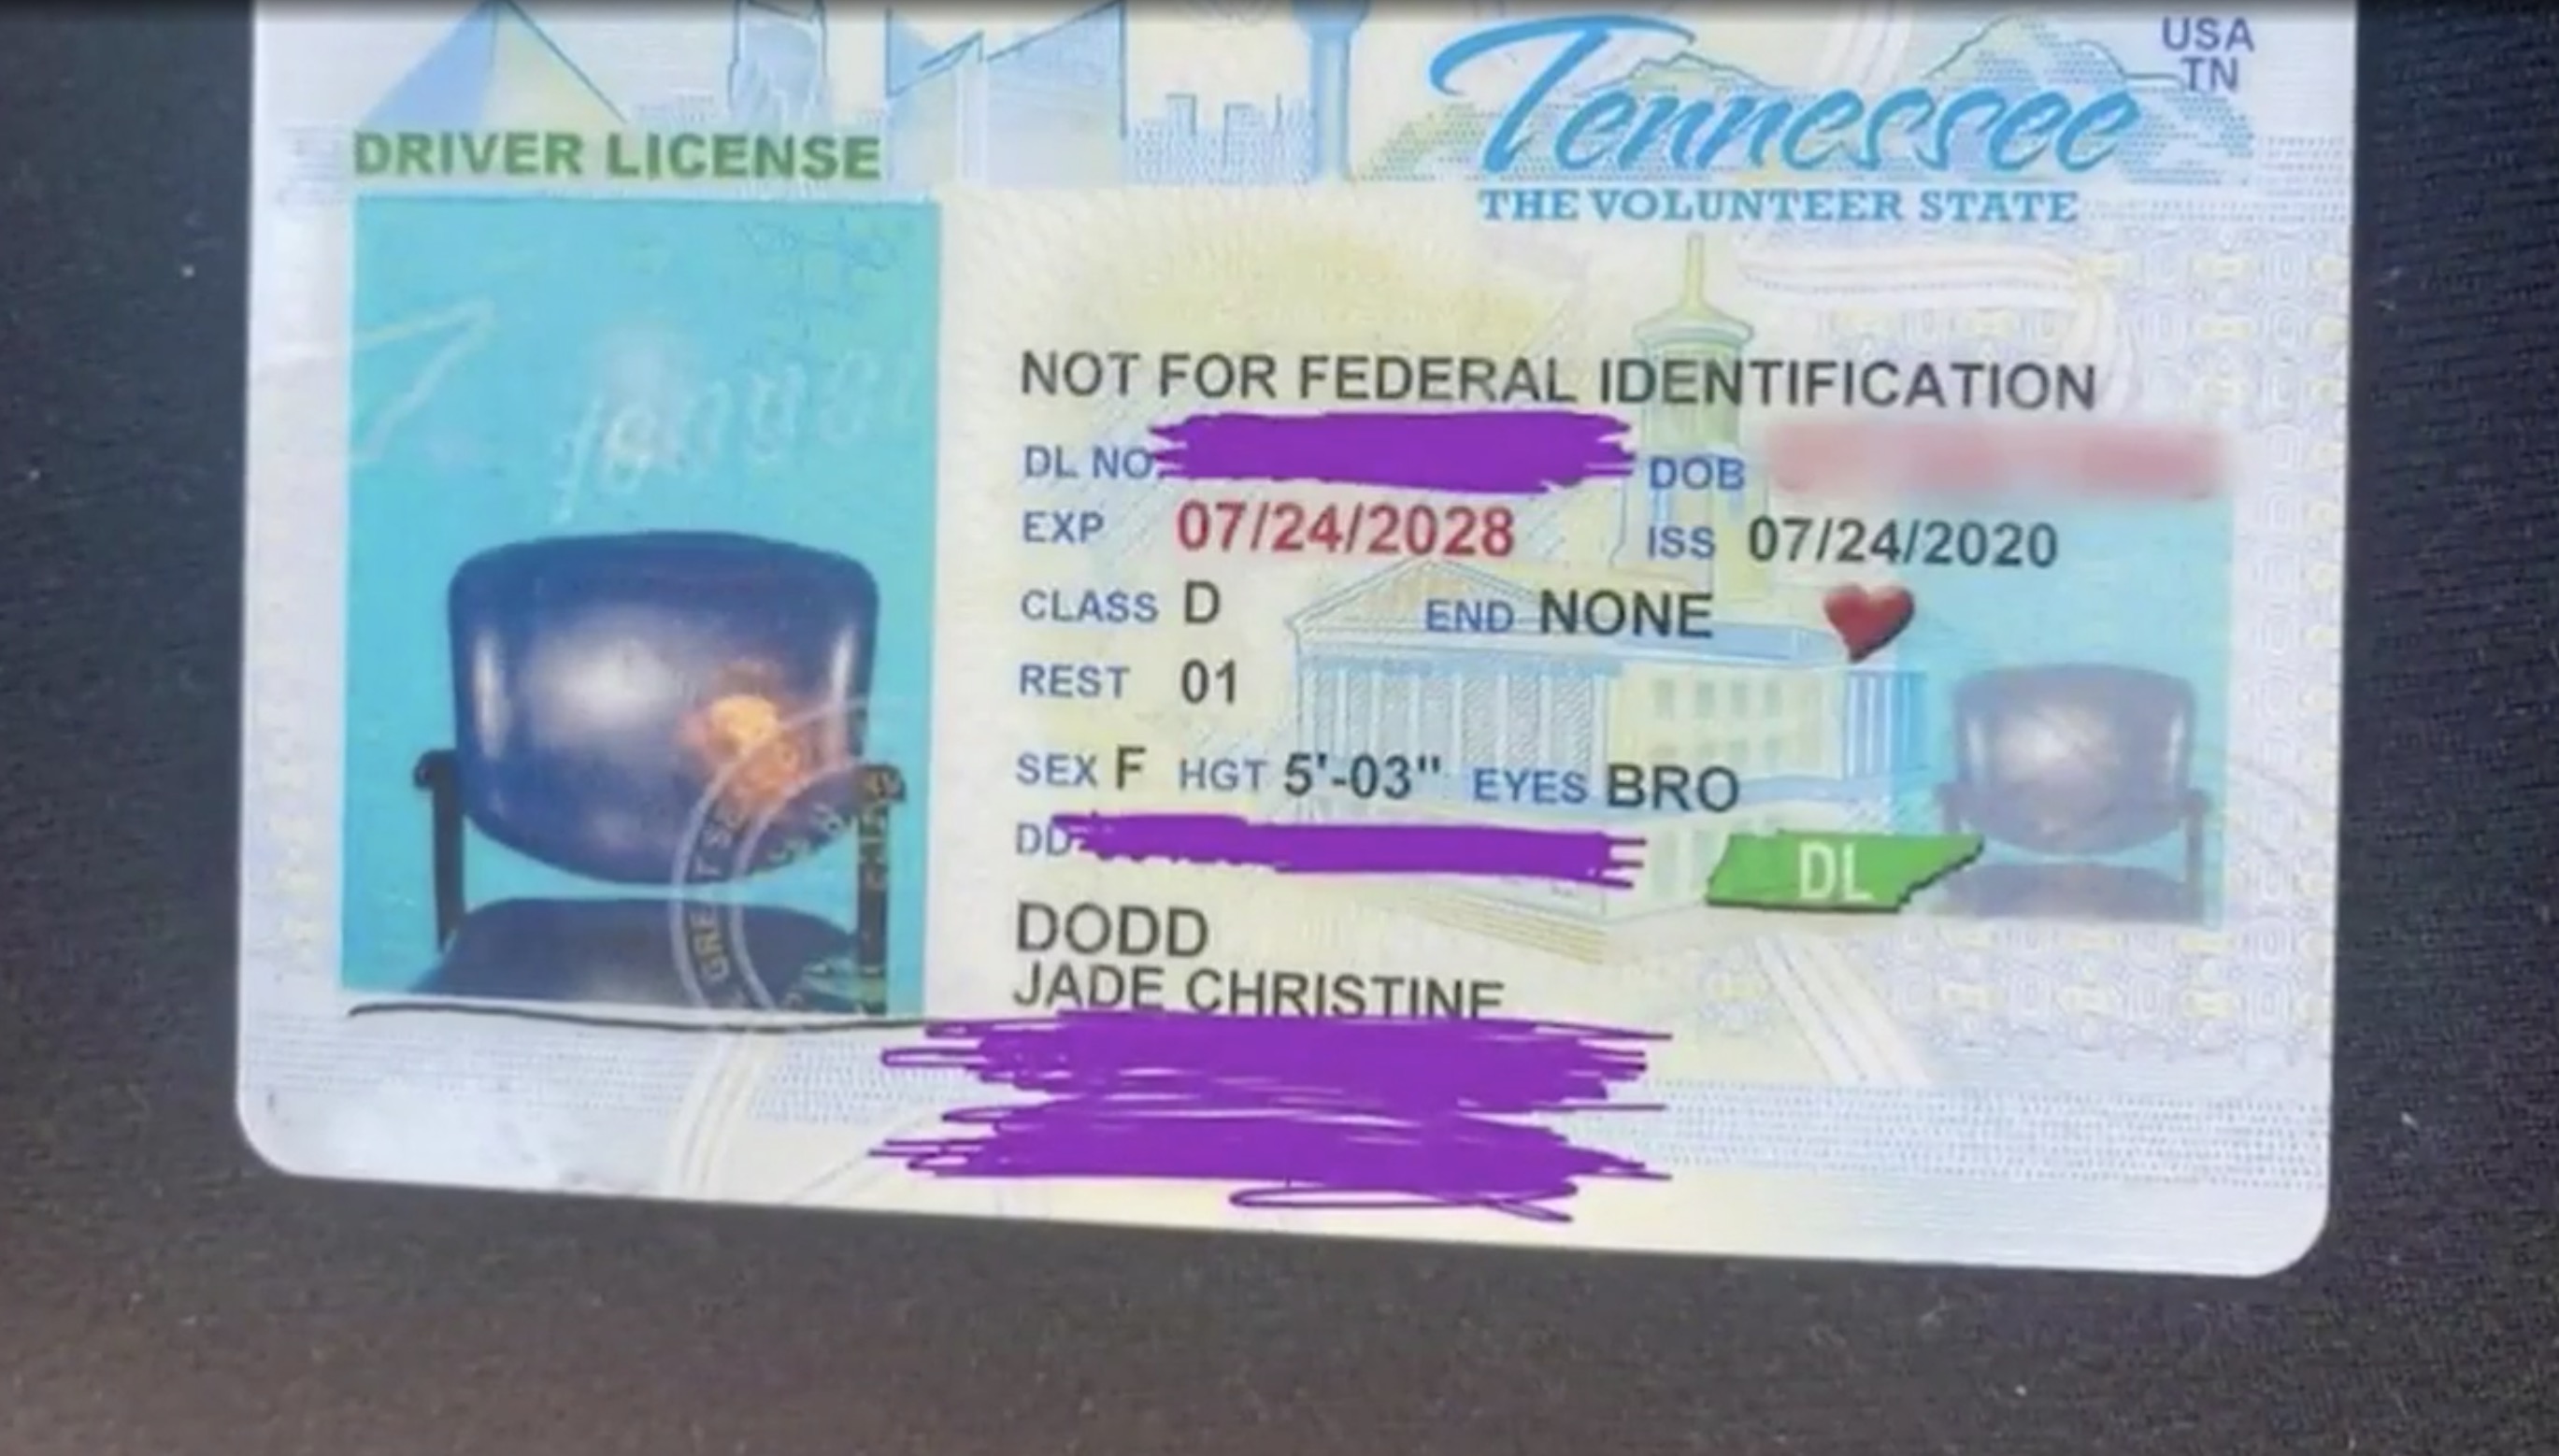 USA
TN
Tennessee
THE VOLUNTEER STATE
DRIVER LICENSE
NOT FOR FEDERAL IDENTIFICATION
DL NO. DOB
EXP 07/24/2028 ISS 07/24/2020
CLASS D END NONE
REST 01
SEX F HGT 5'-03" EYES BRO
DD
DL
DODD
JADE CHRISTINE
GREAT SE